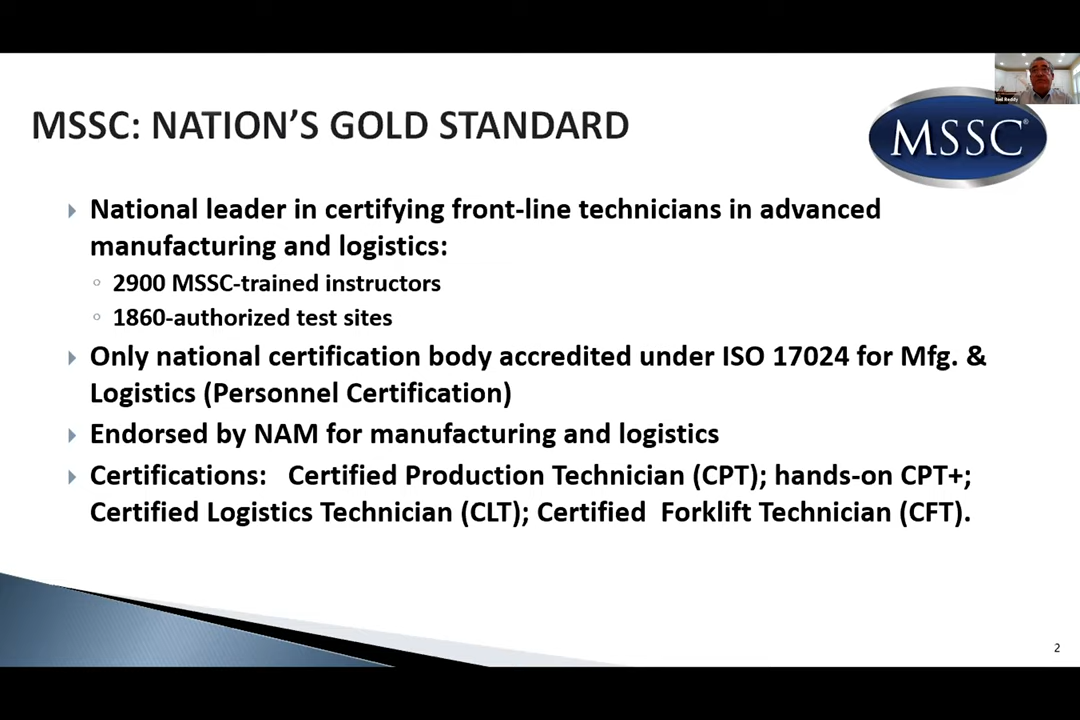 Neil Reddy
MSSC: NATION'S GOLD STANDARD
MSSC®
National leader in certifying front-line technicians in advanced
manufacturing and logistics:
2900 MSSC-trained instructors
1860-authorized test sites
Only national certification body accredited under ISO 17024 for Mfg. &
Logistics (Personnel Certification)
Endorsed by NAM for manufacturing and logistics
Certifications: Certified Production Technician (CPT); hands-on CPT+;
Certified Logistics Technician (CLT); Certified Forklift Technician (CFT).
2